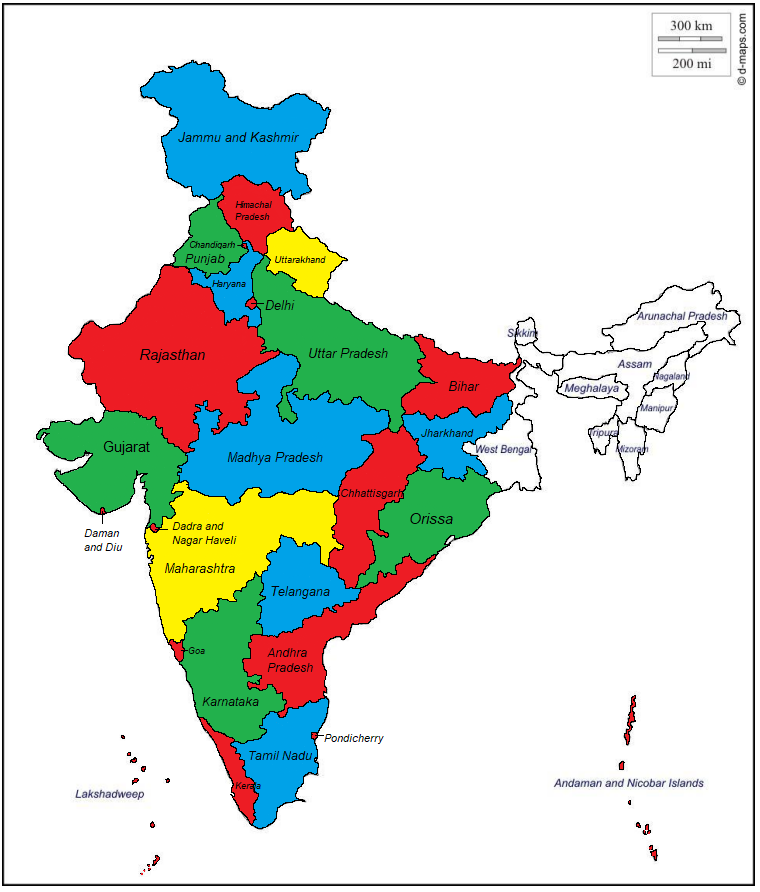 300 km
200 mi
© d-maps.com
Jammu and Kashmir
Himachal
Pradesh
Chandigarh
Punjab
Uttarakhand
Haryana
Delhi
Arunachal Pradesh
Sikkim
Rajasthan
Uttar Pradesh
Assam
Nagaland
Bihar
Meghalaya
Manipur
Jharkhand
Tripura
Gujarat
West Bengal
Mizoram
Madhya Pradesh
Chhattisgarh
Orissa
Daman
and Diu
Dadra and
Nagar Haveli
Maharashtra
Telangana
Goa
Andhra
Pradesh
Karnataka
Pondicherry
Tamil Nadu
Kerala
Lakshadweep
Andaman and Nicobar Islands